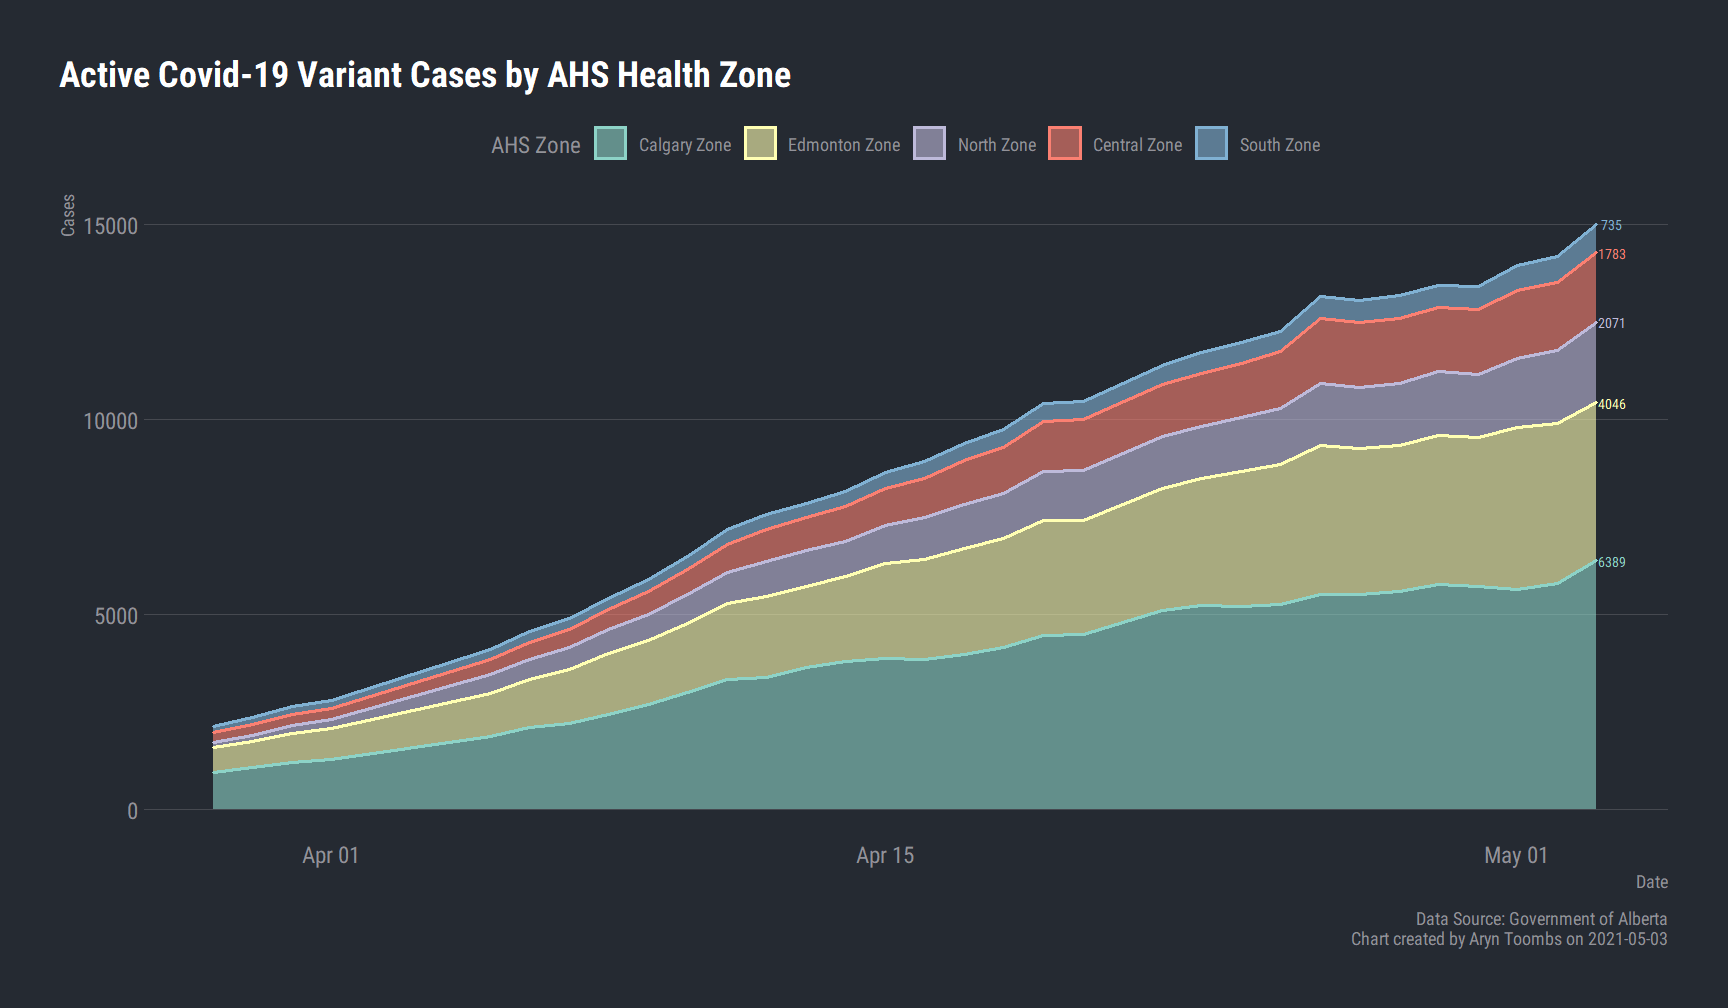 Active Covid-19 Variant Cases by AHS Health Zone
AHS Zone Calgary Zone Edmonton Zone North Zone Central Zone South Zone
Cases
15000
10000
5000
0
735
1783
2071
4046
6389
Apr 01 Apr 15 May 01
Date
Data Source: Government of Alberta
Chart created by Aryn Toombs on 2021-05-03